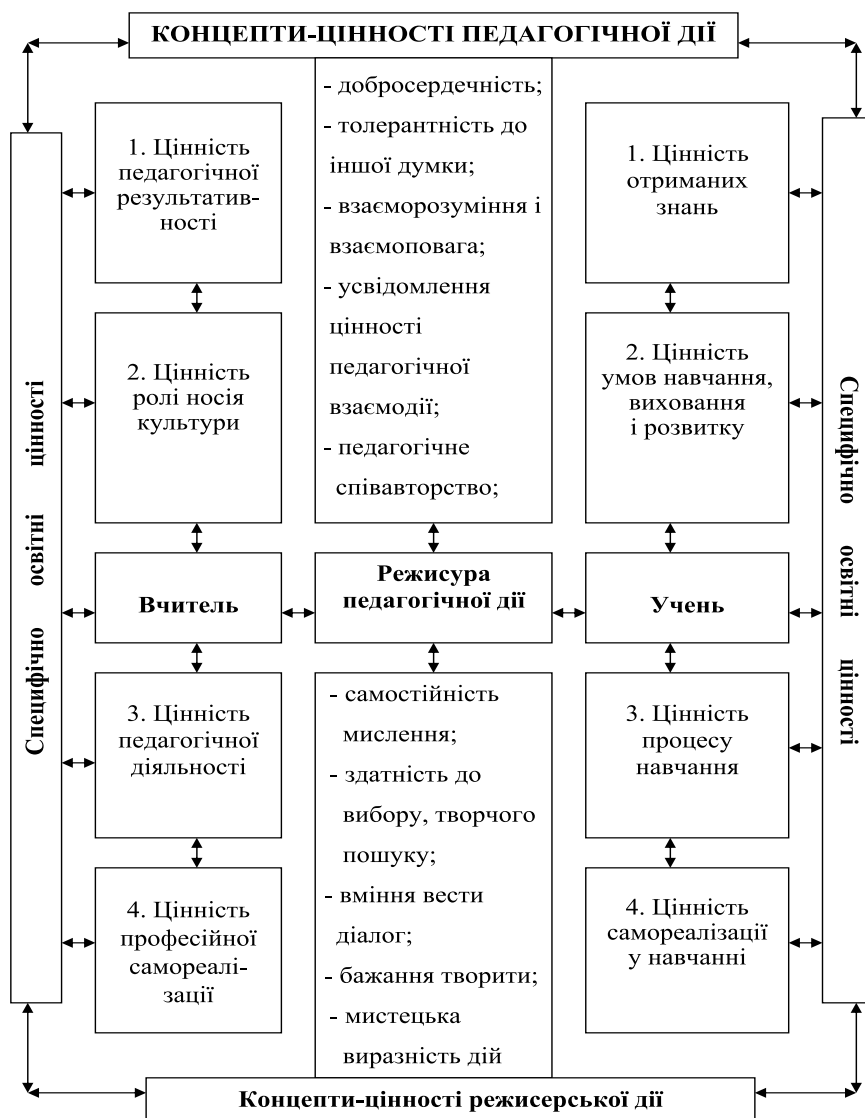 КОНЦЕПТИ-ЦІННОСТІ ПЕДАГОГІЧНОЇ ДІЇ
Специфічно освітні цінності
1. Цінність
педагогічної
результатив-
ності
2. Цінність
ролі носія
культури
Вчитель
3. Цінність
педагогічної
діяльності
4. Цінність
професійної
самореалі-
зації
- добросердечність;
- толерантність до
іншої думки;
- взаєморозуміння і
взаємоповага;
- усвідомлення
цінності
педагогічної
взаємодії;
- педагогічне
співавторство;
Режисура
педагогічної дії
- самостійність
мислення;
- здатність до
вибору, творчого
пошуку;
- вміння вести
діалог;
- бажання творити;
- мистецька
виразність дій
1. Цінність
отриманих
знань
2. Цінність
умов навчання,
виховання
і розвитку
Учень
3. Цінність
процесу
навчання
4. Цінність
самореалізації
у навчанні
Специфічно освітні цінності
Концепти-цінності режисерської дії